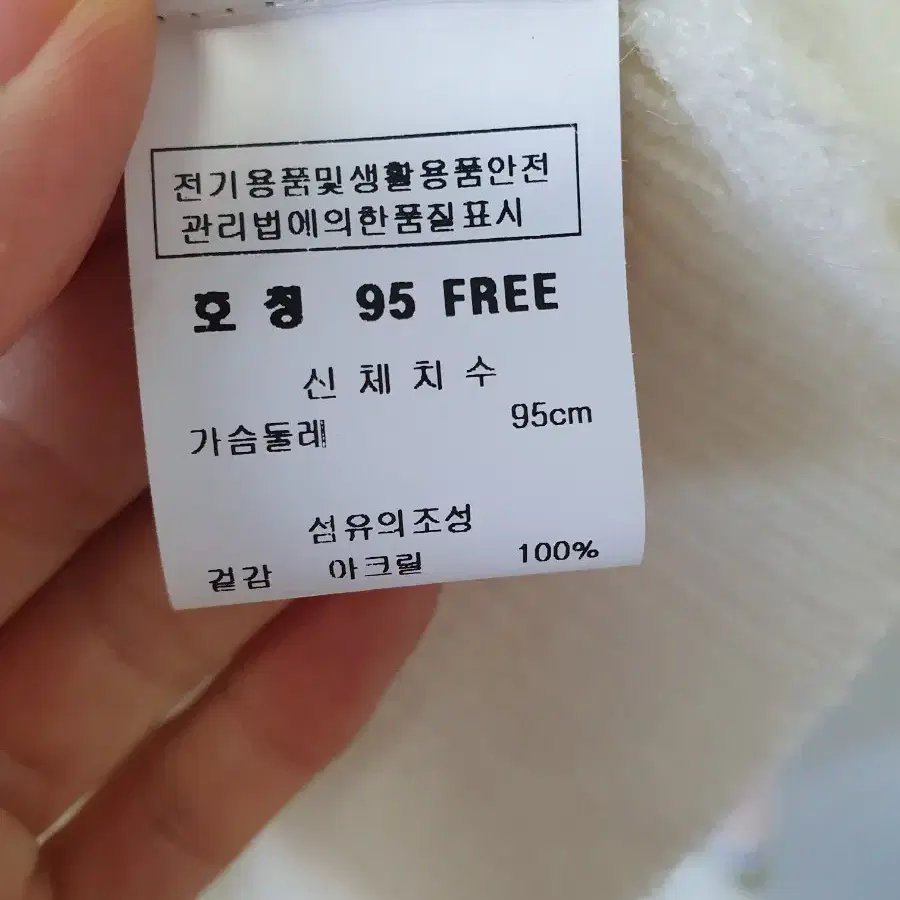 전기용품및생활용품안전
관리법에의한품질표시
호 칭 95 FREE
신 체 치 수
가슴둘레 95cm
섬유의조성
겉감 아크릴 100%